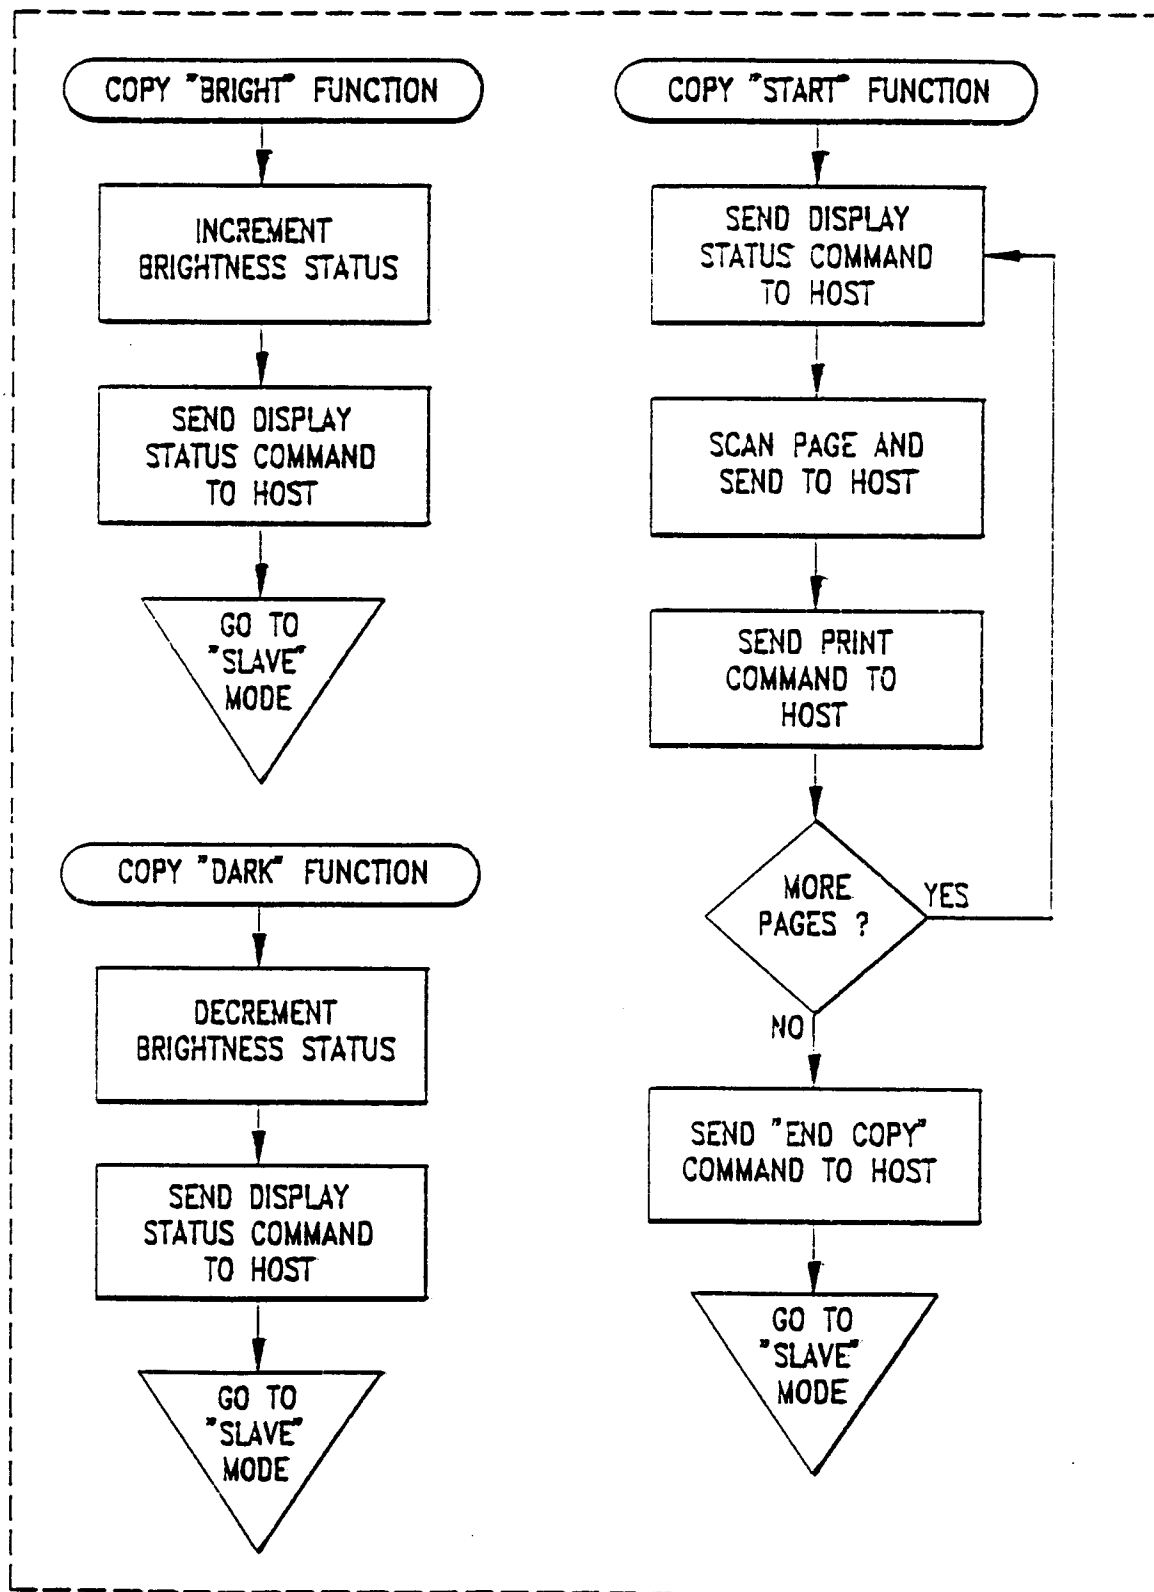 COPY "BRIGHT" FUNCTION
INCREMENT
BRIGHTNESS STATUS
SEND DISPLAY
STATUS COMMAND
TO HOST
GO TO
"SLAVE"
MODE
COPY "DARK" FUNCTION
DECREMENT
BRIGHTNESS STATUS
SEND DISPLAY
STATUS COMMAND
TO HOST
GO TO
"SLAVE"
MODE
COPY "START" FUNCTION
SEND DISPLAY
STATUS COMMAND
TO HOST
SCAN PAGE AND
SEND TO HOST
SEND PRINT
COMMAND TO
HOST
MORE
PAGES ?
YES
NO
SEND "END COPY"
COMMAND TO HOST
GO TO
"SLAVE"
MODE